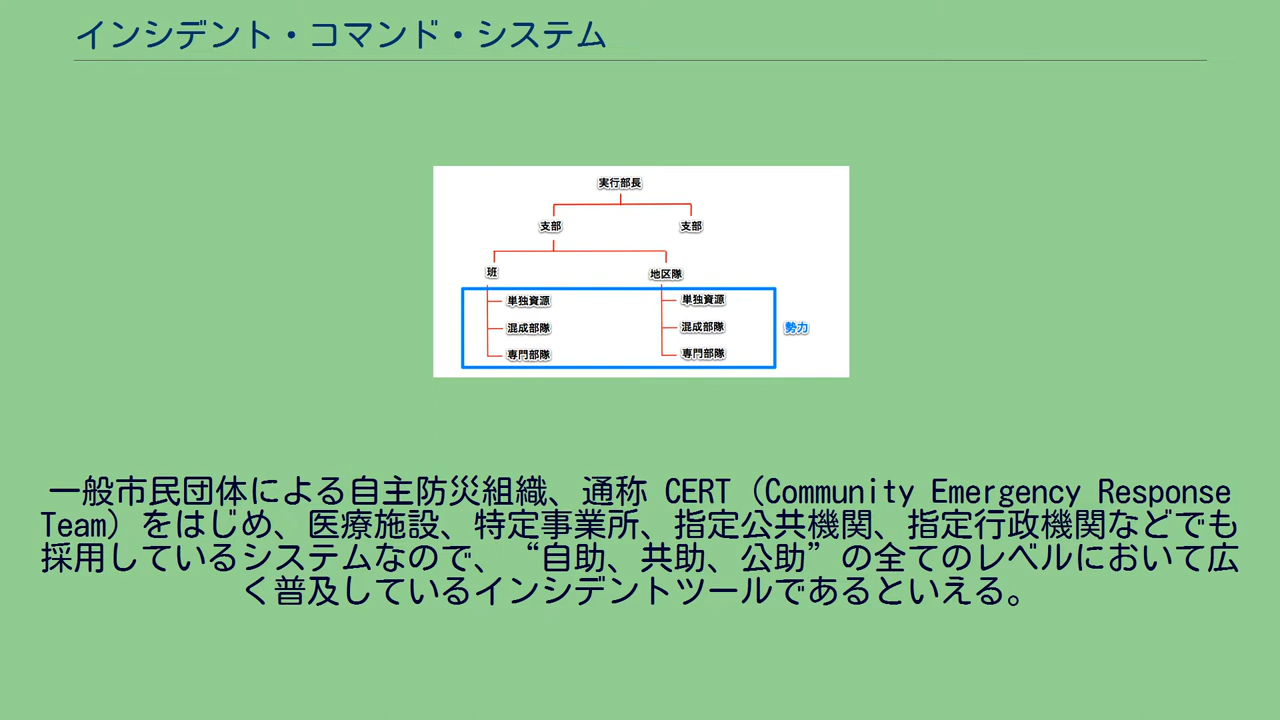 インシデント・コマンド・システム
実行部長
支部 支部
班 地区隊
単独資源 単独資源
混成部隊 混成部隊 勢力
専門部隊 専門部隊
一般市民団体による自主防災組織、通称 CERT（Community Emergency Response
Team）をはじめ、医療施設、特定事業所、指定公共機関、指定行政機関などでも
採用しているシステムなので、“自助、共助、公助”の全てのレベルにおいて広
く普及しているインシデントツールであるといえる。